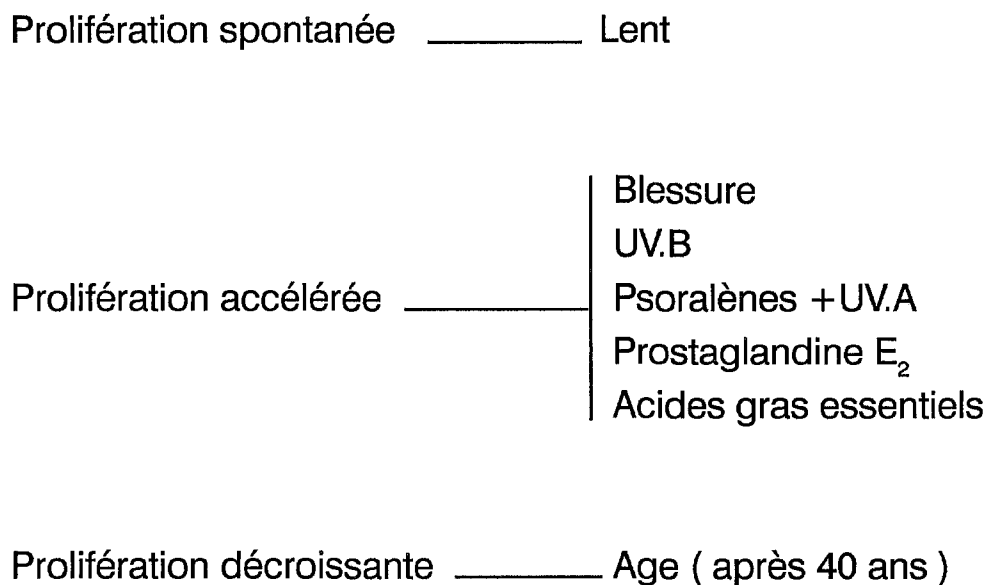 Prolifération spontanée Lent
Blessure
UV.B
Prolifération accélérée Psoralènes +UV.A
Prostaglandine E₂
Acides gras essentiels
Prolifération décroissante Age ( après 40 ans )